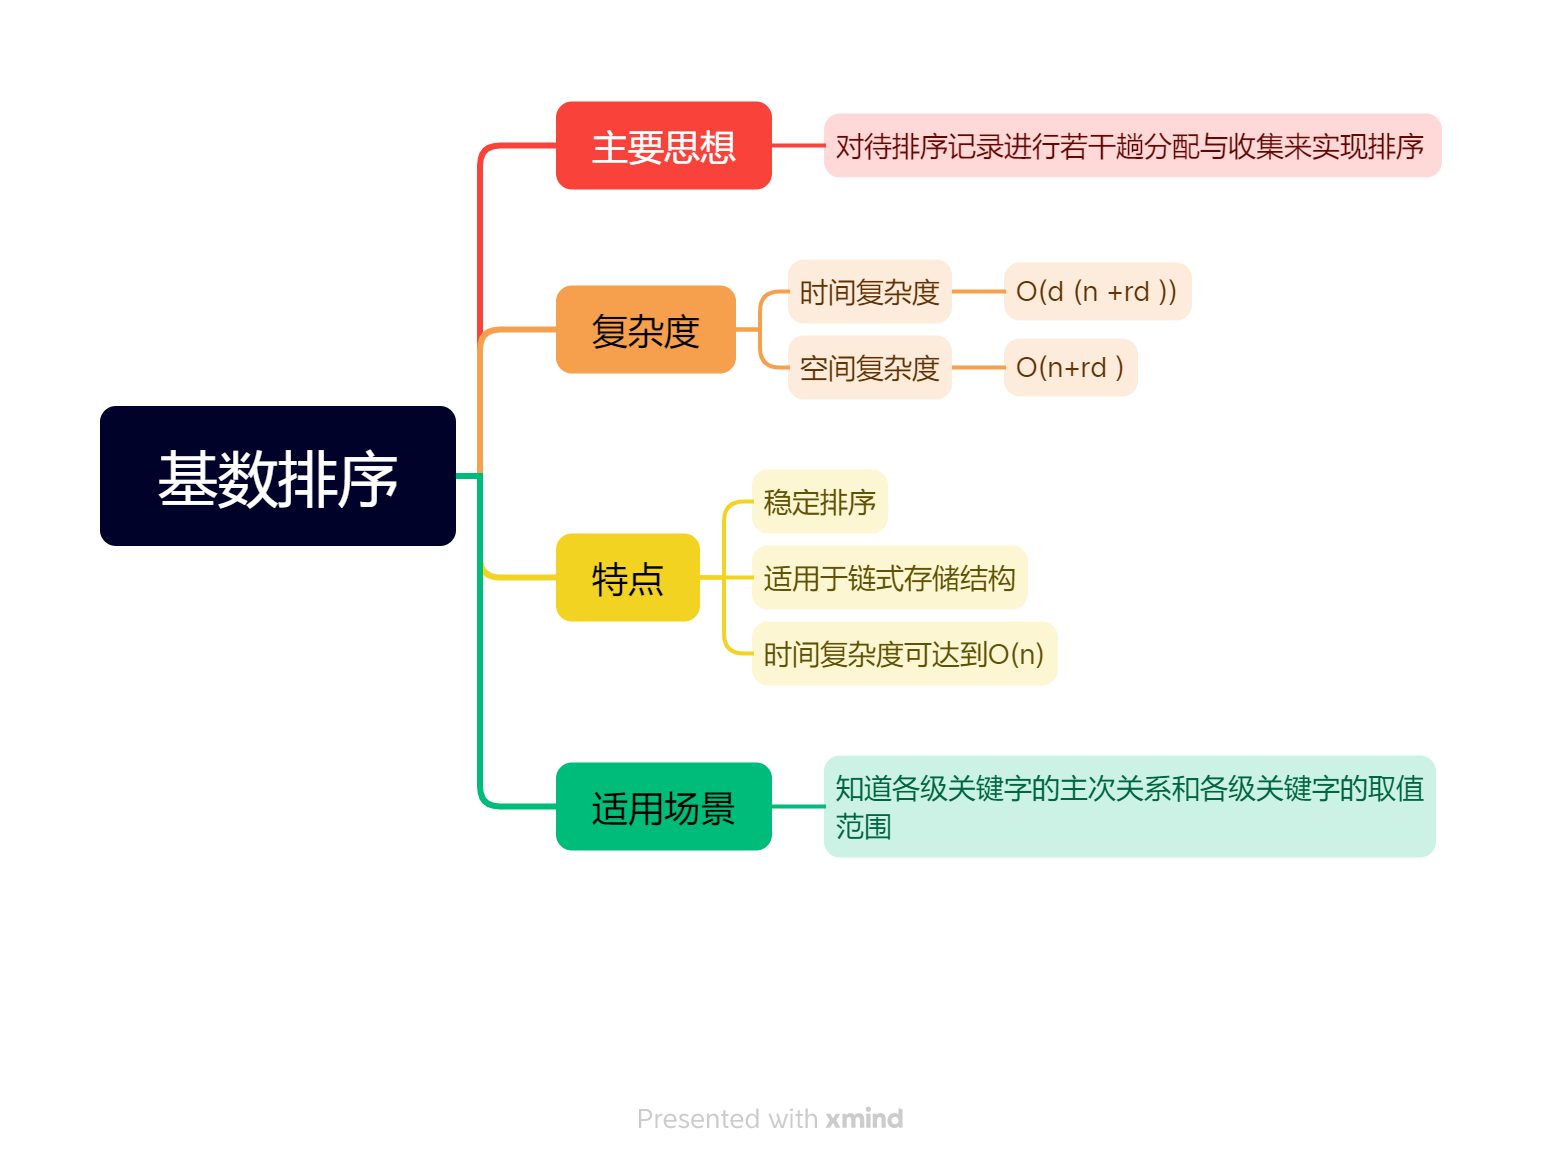 主要思想
对待排序记录进行若干趟分配与收集来实现排序
复杂度
时间复杂度
O(d (n +rd ))
空间复杂度
O(n+rd )
基数排序
特点
稳定排序
适用于链式存储结构
时间复杂度可达到O(n)
适用场景
知道各级关键字的主次关系和各级关键字的取值
范围
Presented with xmind